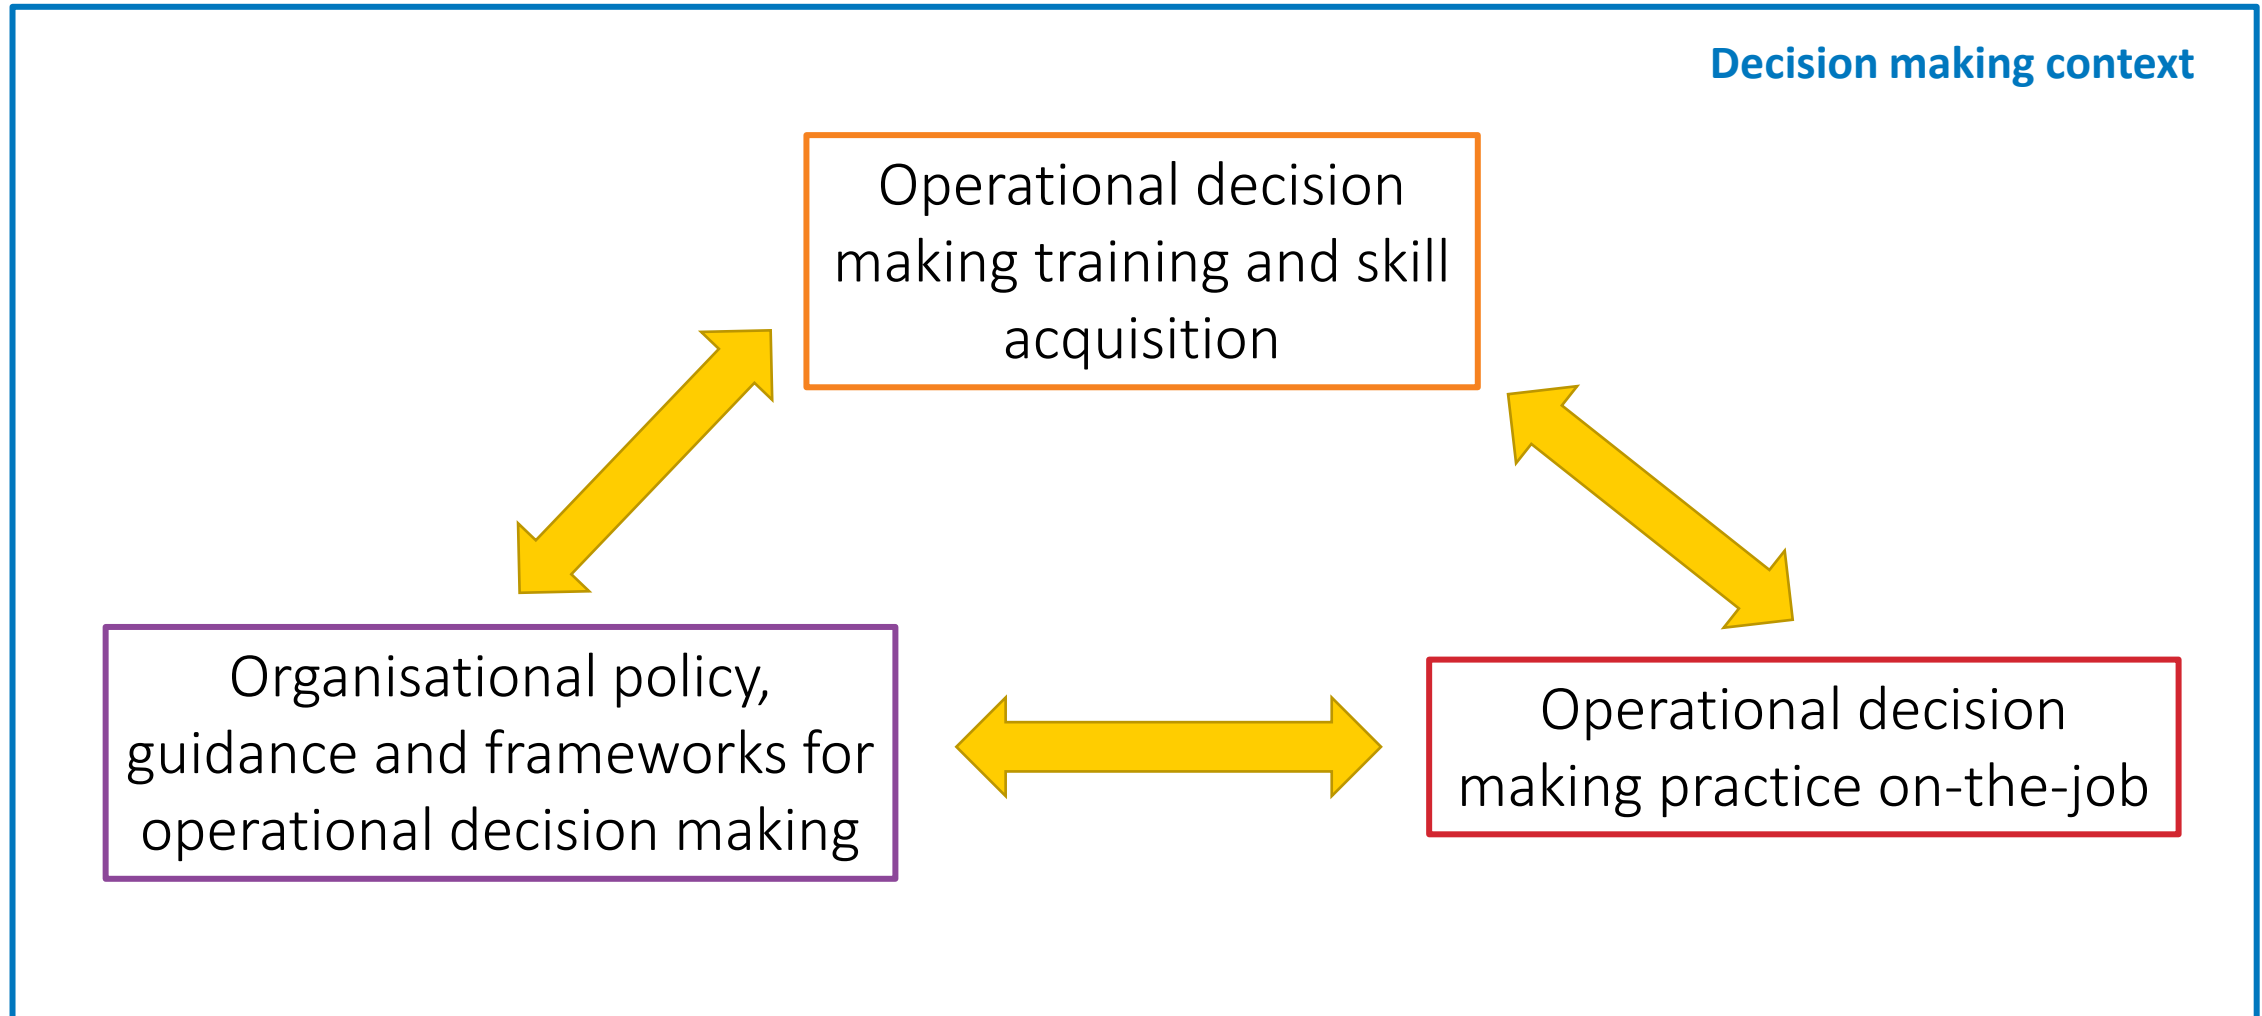 Decision making context
Operational decision
making training and skill
acquisition
Organisational policy,
guidance and frameworks for
operational decision making
Operational decision
making practice on-the-job